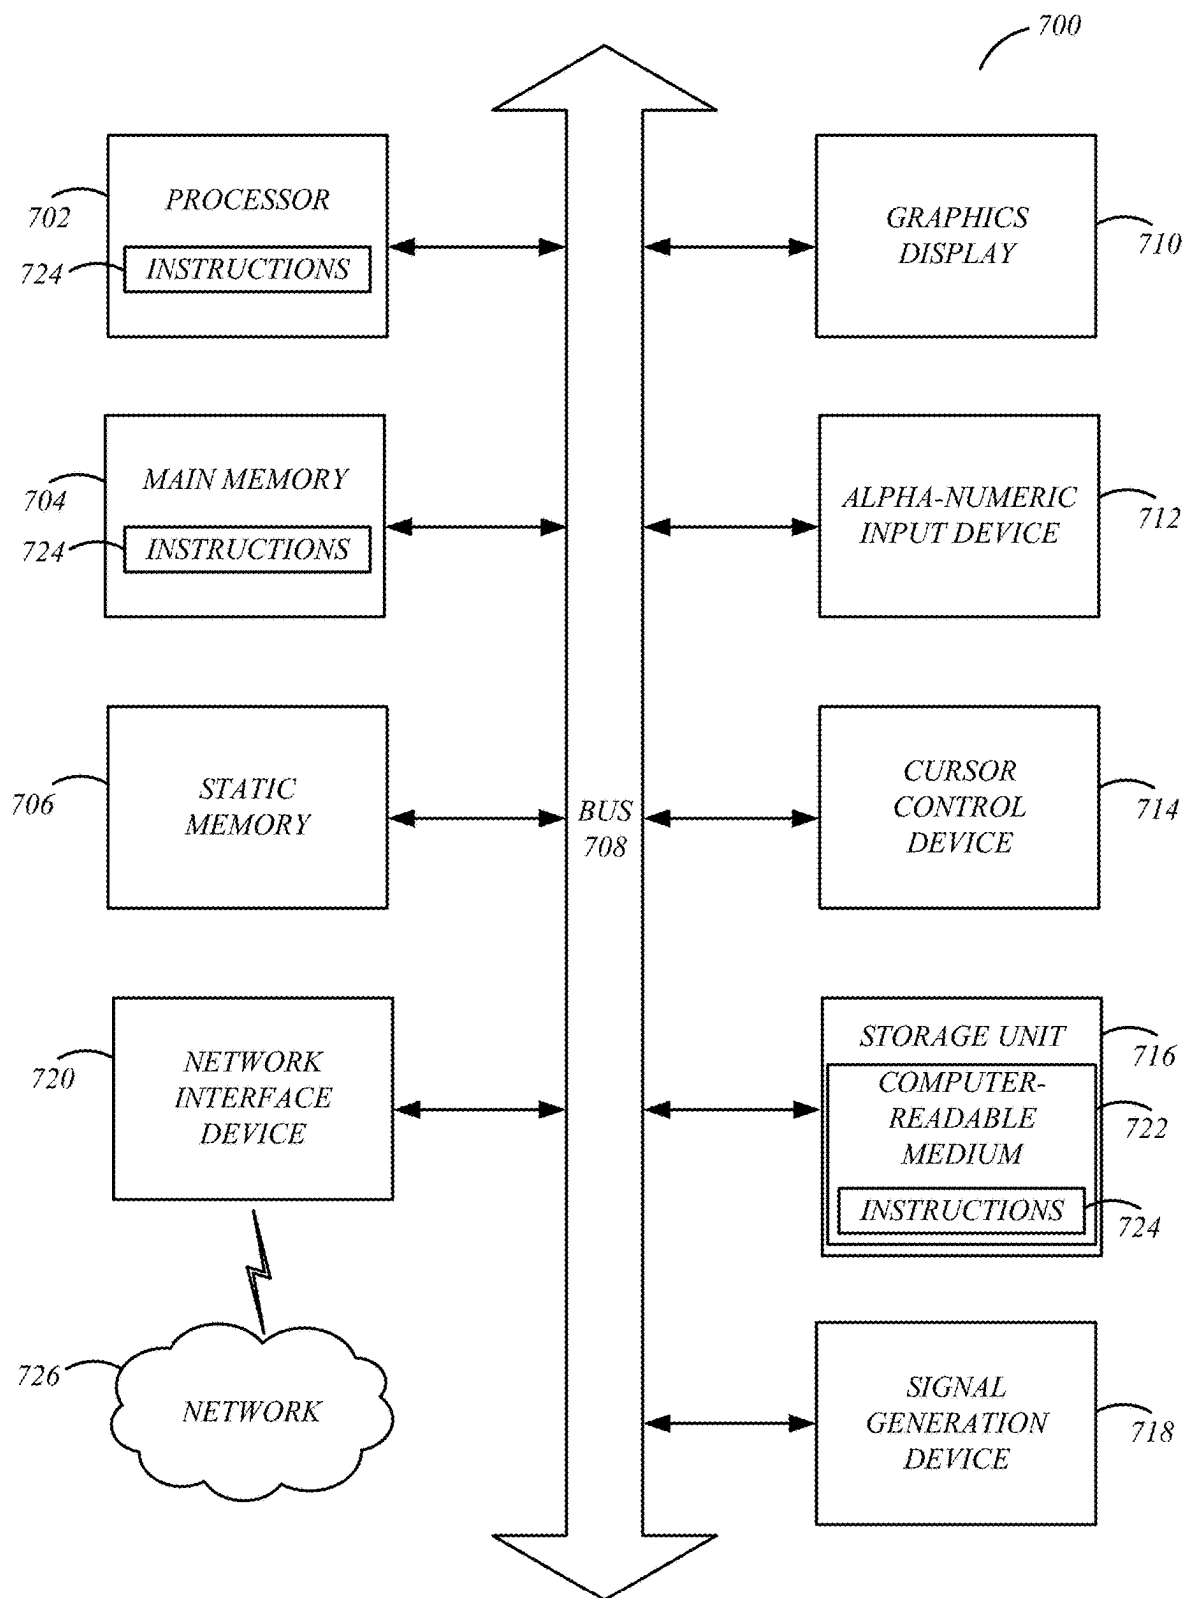 700
PROCESSOR
702
724
INSTRUCTIONS
GRAPHICS
DISPLAY
710
MAIN MEMORY
704
724
INSTRUCTIONS
ALPHA-NUMERIC
INPUT DEVICE
712
STATIC
MEMORY
706
BUS
708
CURSOR
CONTROL
DEVICE
714
NETWORK
INTERFACE
DEVICE
720
STORAGE UNIT
716
COMPUTER-
READABLE
MEDIUM
722
INSTRUCTIONS
724
726
NETWORK
SIGNAL
GENERATION
DEVICE
718